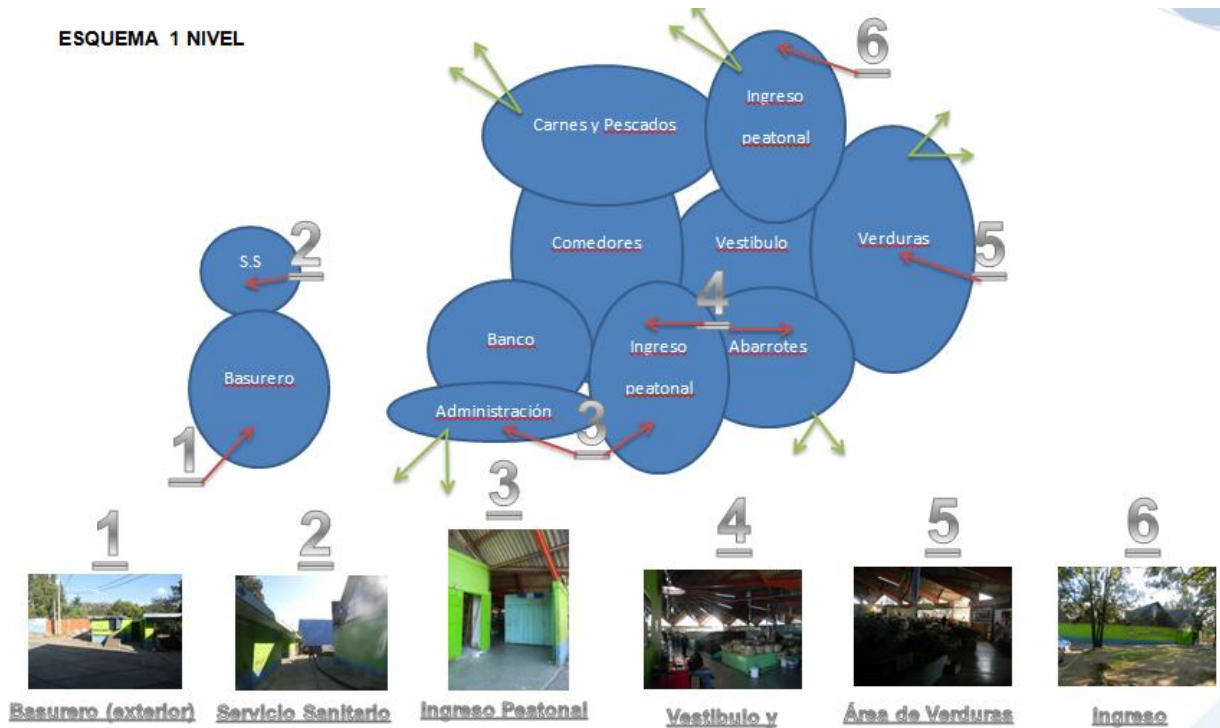 ESQUEMA 1 NIVEL
6
Ingreso
peatonal
Carnes y Pescados
Comedores
Vestibulo
Verduras
5
S.S
2
4
Banco
Ingreso
peatonal
Abarrotes
Basurero
Administración
3
1
1
2
3
4
5
6
Basurero (exterior)
Servicio Sanitario
Ingreso Peatonal
Vestibulo y
Área de Verduras
Ingreso